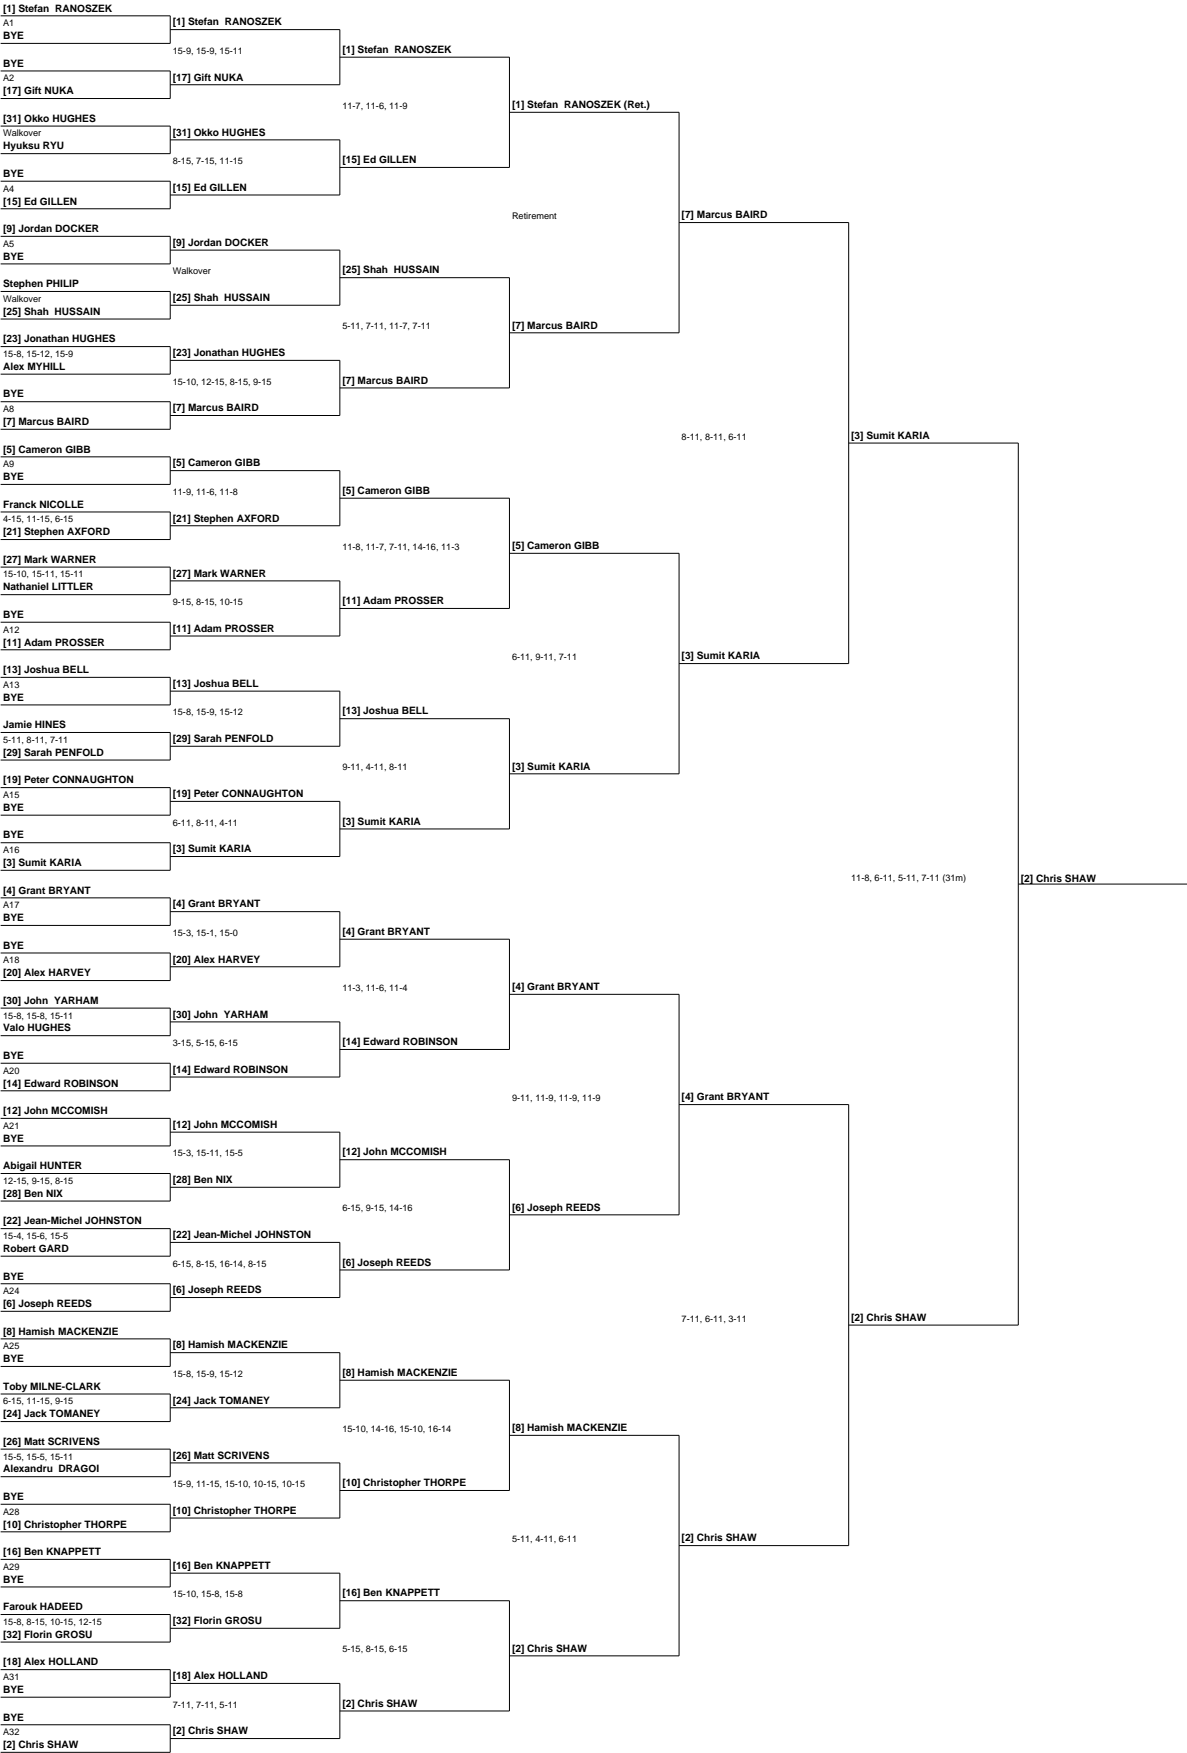 [1] Stefan  RANOSZEK
A1
BYE
BYE
A2
[17] Gift NUKA
[31] Okko HUGHES
Walkover
Hyuksu RYU
BYE
A4
[15] Ed GILLEN
[9] Jordan DOCKER
A5
BYE
Stephen PHILIP
Walkover
[25] Shah  HUSSAIN
[23] Jonathan HUGHES
15-8, 15-12, 15-9
Alex MYHILL
BYE
A8
[7] Marcus BAIRD
[5] Cameron GIBB
A9
BYE
Franck NICOLLE
4-15, 11-15, 6-15
[21] Stephen AXFORD
[27] Mark WARNER
15-10, 15-11, 15-11
Nathaniel LITTLER
BYE
A12
[11] Adam PROSSER
[13] Joshua BELL
A13
BYE
Jamie HINES
5-11, 8-11, 7-11
[29] Sarah PENFOLD
[19] Peter CONNAUGHTON
A15
BYE
BYE
A16
[3] Sumit KARIA
[4] Grant BRYANT
A17
BYE
BYE
A18
[20] Alex HARVEY
[30] John  YARHAM
15-8, 15-8, 15-11
Valo HUGHES
BYE
A20
[14] Edward ROBINSON
[12] John MCCOMISH
A21
BYE
Abigail HUNTER
12-15, 9-15, 8-15
[28] Ben NIX
[22] Jean-Michel JOHNSTON
15-4, 15-6, 15-5
Robert GARD
BYE
A24
[6] Joseph REEDS
[8] Hamish MACKENZIE
A25
BYE
Toby MILNE-CLARK
6-15, 11-15, 9-15
[24] Jack TOMANEY
[26] Matt SCRIVENS
15-5, 15-5, 15-11
Alexandru  DRAGOI
BYE
A28
[10] Christopher THORPE
[16] Ben KNAPPETT
A29
BYE
Farouk HADEED
15-8, 8-15, 10-15, 12-15
[32] Florin GROSU
[18] Alex HOLLAND
A31
BYE
BYE
A32
[2] Chris SHAW
[1] Stefan  RANOSZEK
15-9, 15-9, 15-11
[17] Gift NUKA
[31] Okko HUGHES
8-15, 7-15, 11-15
[15] Ed GILLEN
[9] Jordan DOCKER
Walkover
[25] Shah  HUSSAIN
[23] Jonathan HUGHES
15-10, 12-15, 8-15, 9-15
[7] Marcus BAIRD
[5] Cameron GIBB
11-9, 11-6, 11-8
[21] Stephen AXFORD
[27] Mark WARNER
9-15, 8-15, 10-15
[11] Adam PROSSER
[13] Joshua BELL
15-8, 15-9, 15-12
[29] Sarah PENFOLD
[19] Peter CONNAUGHTON
6-11, 8-11, 4-11
[3] Sumit KARIA
[4] Grant BRYANT
15-3, 15-1, 15-0
[20] Alex HARVEY
[30] John  YARHAM
3-15, 5-15, 6-15
[14] Edward ROBINSON
[12] John MCCOMISH
15-3, 15-11, 15-5
[28] Ben NIX
[22] Jean-Michel JOHNSTON
6-15, 8-15, 16-14, 8-15
[6] Joseph REEDS
[8] Hamish MACKENZIE
15-8, 15-9, 15-12
[24] Jack TOMANEY
[26] Matt SCRIVENS
15-9, 11-15, 15-10, 10-15, 10-15
[10] Christopher THORPE
[16] Ben KNAPPETT
15-10, 15-8, 15-8
[32] Florin GROSU
[18] Alex HOLLAND
7-11, 7-11, 5-11
[2] Chris SHAW
[1] Stefan  RANOSZEK
11-7, 11-6, 11-9
[15] Ed GILLEN
[25] Shah  HUSSAIN
5-11, 7-11, 11-7, 7-11
[7] Marcus BAIRD
[5] Cameron GIBB
11-8, 11-7, 7-11, 14-16, 11-3
[11] Adam PROSSER
[13] Joshua BELL
9-11, 4-11, 8-11
[3] Sumit KARIA
[4] Grant BRYANT
11-3, 11-6, 11-4
[14] Edward ROBINSON
[12] John MCCOMISH
6-15, 9-15, 14-16
[6] Joseph REEDS
[8] Hamish MACKENZIE
15-10, 14-16, 15-10, 16-14
[10] Christopher THORPE
[16] Ben KNAPPETT
5-15, 8-15, 6-15
[2] Chris SHAW
[1] Stefan  RANOSZEK (Ret.)
Retirement
[7] Marcus BAIRD
[5] Cameron GIBB
6-11, 9-11, 7-11
[3] Sumit KARIA
[4] Grant BRYANT
9-11, 11-9, 11-9, 11-9
[6] Joseph REEDS
[8] Hamish MACKENZIE
5-11, 4-11, 6-11
[2] Chris SHAW
[7] Marcus BAIRD
8-11, 8-11, 6-11
[3] Sumit KARIA
[4] Grant BRYANT
7-11, 6-11, 3-11
[2] Chris SHAW
[3] Sumit KARIA
11-8, 6-11, 5-11, 7-11 (31m)
[2] Chris SHAW
[2] Chris SHAW